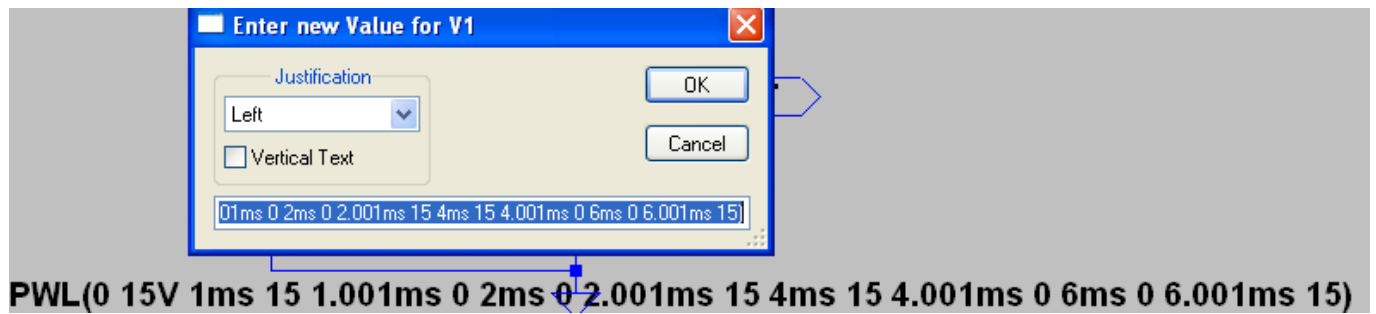 Enter new Value for V1
Justification
OK
Left
Cancel
Vertical Text
01ms 0 2ms 0 2.001ms 15 4ms 15 4.001ms 0 6ms 0 6.001ms 15)
PWL(0 15V 1ms 15 1.001ms 0 2ms 0 2.001ms 15 4ms 15 4.001ms 0 6ms 0 6.001ms 15)